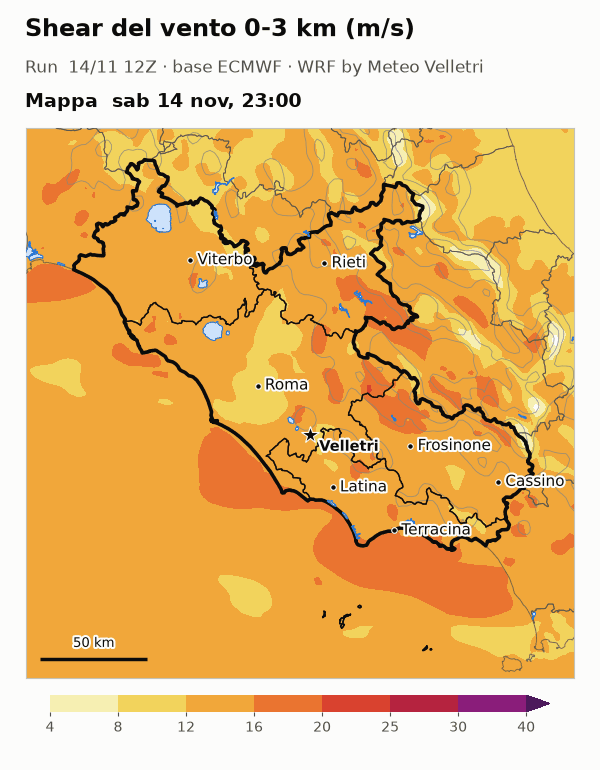 Shear del vento 0-3 km (m/s)
Run  14/11 12Z · base ECMWF · WRF by Meteo Velletri
Mappa  sab 14 nov, 23:00
Viterbo
Rieti
Roma
Velletri
Frosinone
Cassino
Latina
Terracina
50 km
4 8 12 16 20 25 30 40